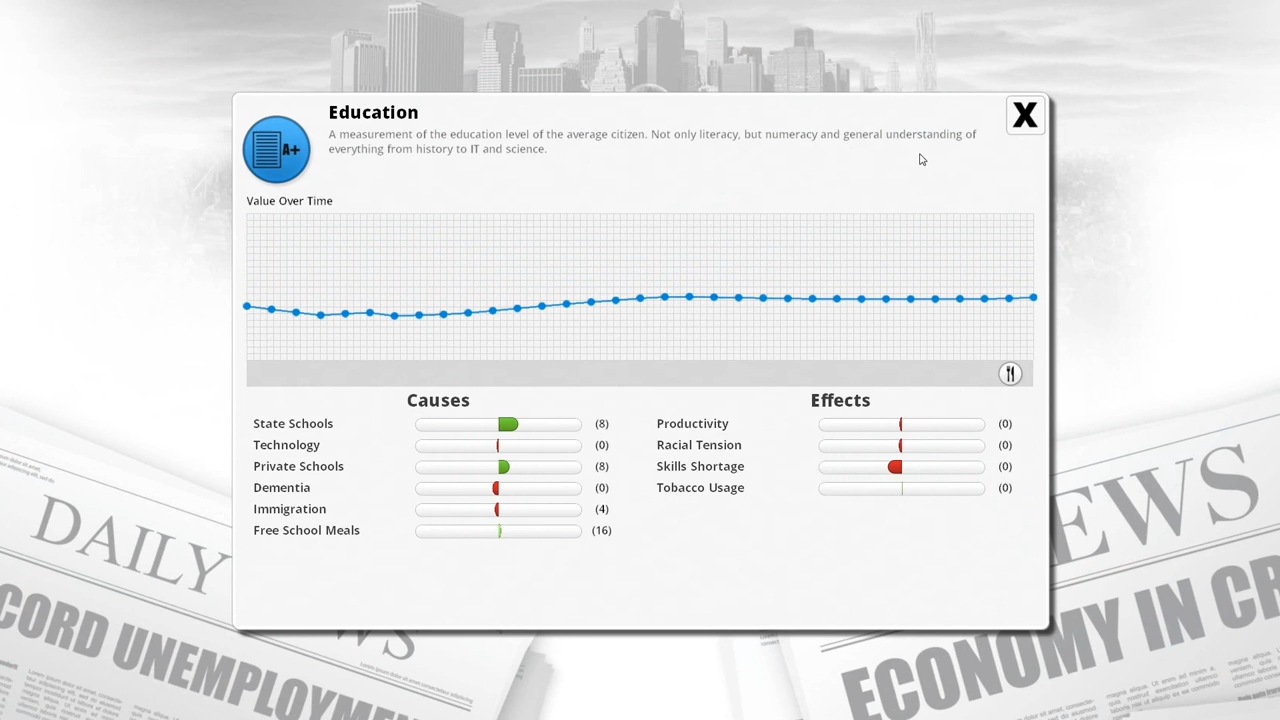 Education
A measurement of the education level of the average citizen. Not only literacy, but numeracy and general understanding
everything from history to IT and science.
X
A+
Value Over Time
Causes
Effects
State Schools (8)
Productivity (0)
Technology (0)
Racial Tension (0)
Private Schools (8)
Skills Shortage (0)
Dementia (0)
Tobacco Usage (0)
Immigration (4)
Free School Meals (16)
DAILY
WS
CORD UNEMPLOYME
EWS
ECONOMY IN CR